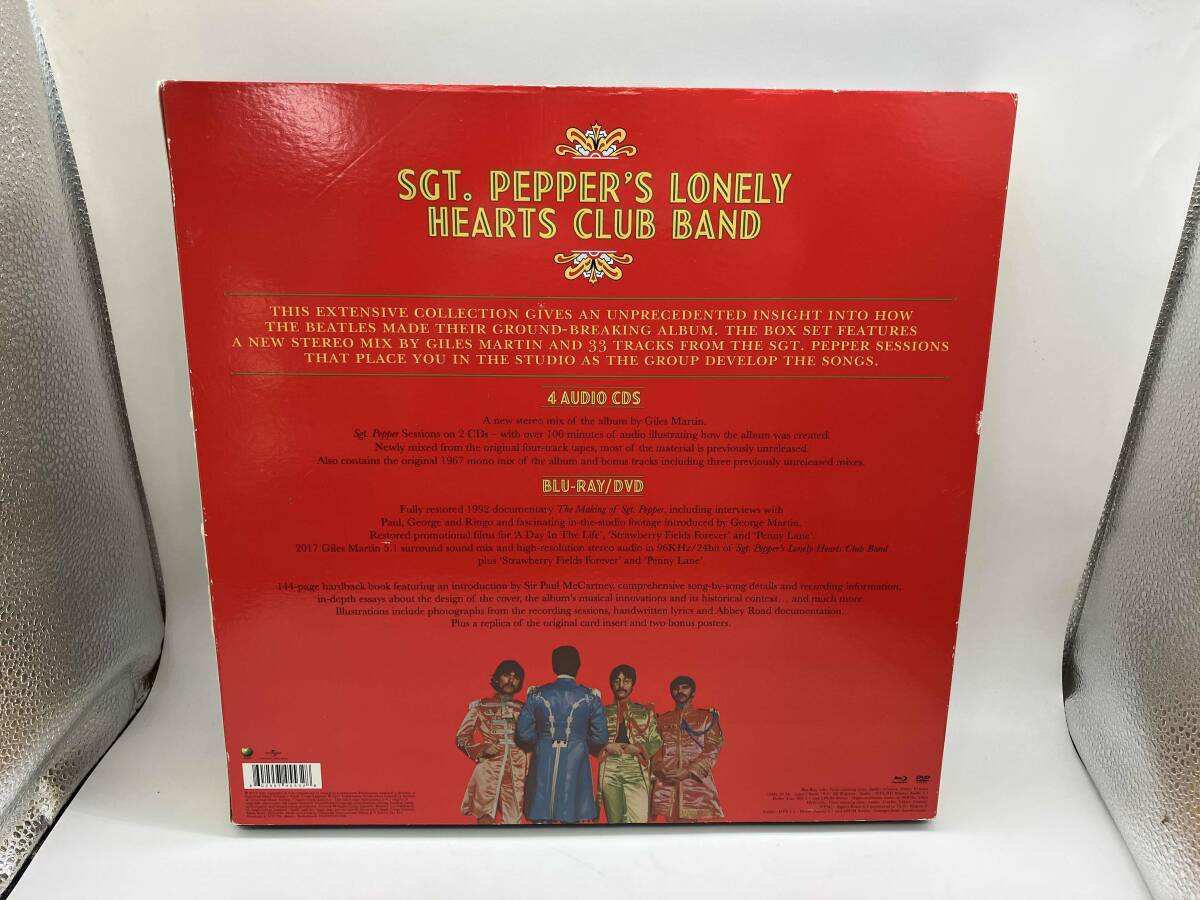 SGT. PEPPER'S LONELY
HEARTS CLUB BAND
THIS EXTENSIVE COLLECTION GIVES AN UNPRECEDENTED INSIGHT INTO HOW
THE BEATLES MADE THEIR GROUND-BREAKING ALBUM. THE BOX SET FEATURES
A NEW STEREO MIX BY GILES MARTIN AND 33 TRACKS FROM THE SGT. PEPPER SESSIONS
THAT PLACE YOU IN THE STUDIO AS THE GROUP DEVELOP THE SONGS.
4 AUDIO CDS
A new stereo mix of the album by Giles Martin.
Sgt. Pepper Sessions on 2 CDs – with over 100 minutes of audio illustrating how the album was created.
Newly mixed from the original four-track tapes, most of the material is previously unreleased.
Also contains the original 1967 mono mix of the album and bonus tracks including three previously unreleased mixes.
BLU-RAY/DVD
Fully restored 1992 documentary The Making of Sgt. Pepper, including interviews with
Paul, George and Ringo and fascinating in-the-studio footage introduced by George Martin.
Restored promotional films for 'A Day In The Life', 'Strawberry Fields Forever' and 'Penny Lane'
2017 Giles Martin 5.1 surround sound mix and high-resolution stereo audio in 96KHz/24bit of Sgt. Pepper's Lonely Hearts Club Band
plus 'Strawberry Fields Forever' and 'Penny Lane'
144-page hardback book featuring an introduction by Sir Paul McCartney, comprehensive song-by-song details and recording information,
in-depth essays about the design of the cover, the album's musical innovations and its historical context... and much more.
Illustrations include photographs from the recording sessions, handwritten lyrics and Abbey Road documentation.
Plus a replica of the original card insert and two bonus posters.